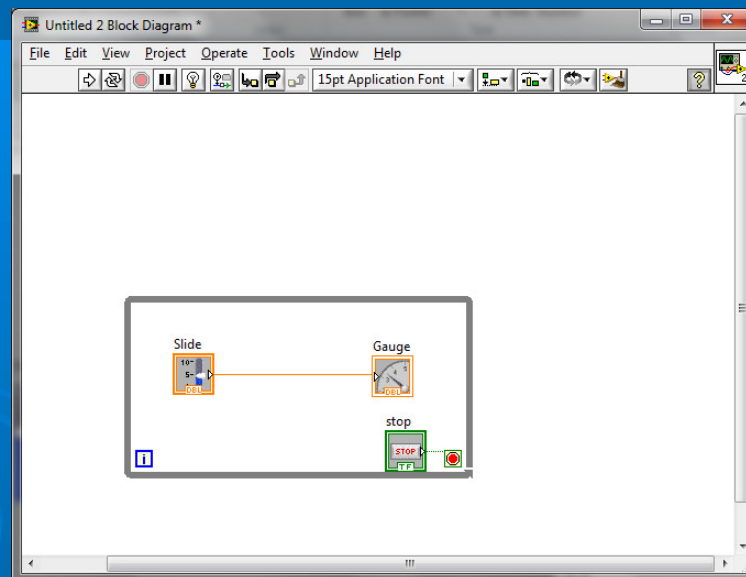 Untitled 2 Block Diagram *
File Edit View Project Operate Tools Window Help
15pt Application Font
2
Slide
10-
5-
DBL
Gauge
DBL
stop
STOP
TF
i